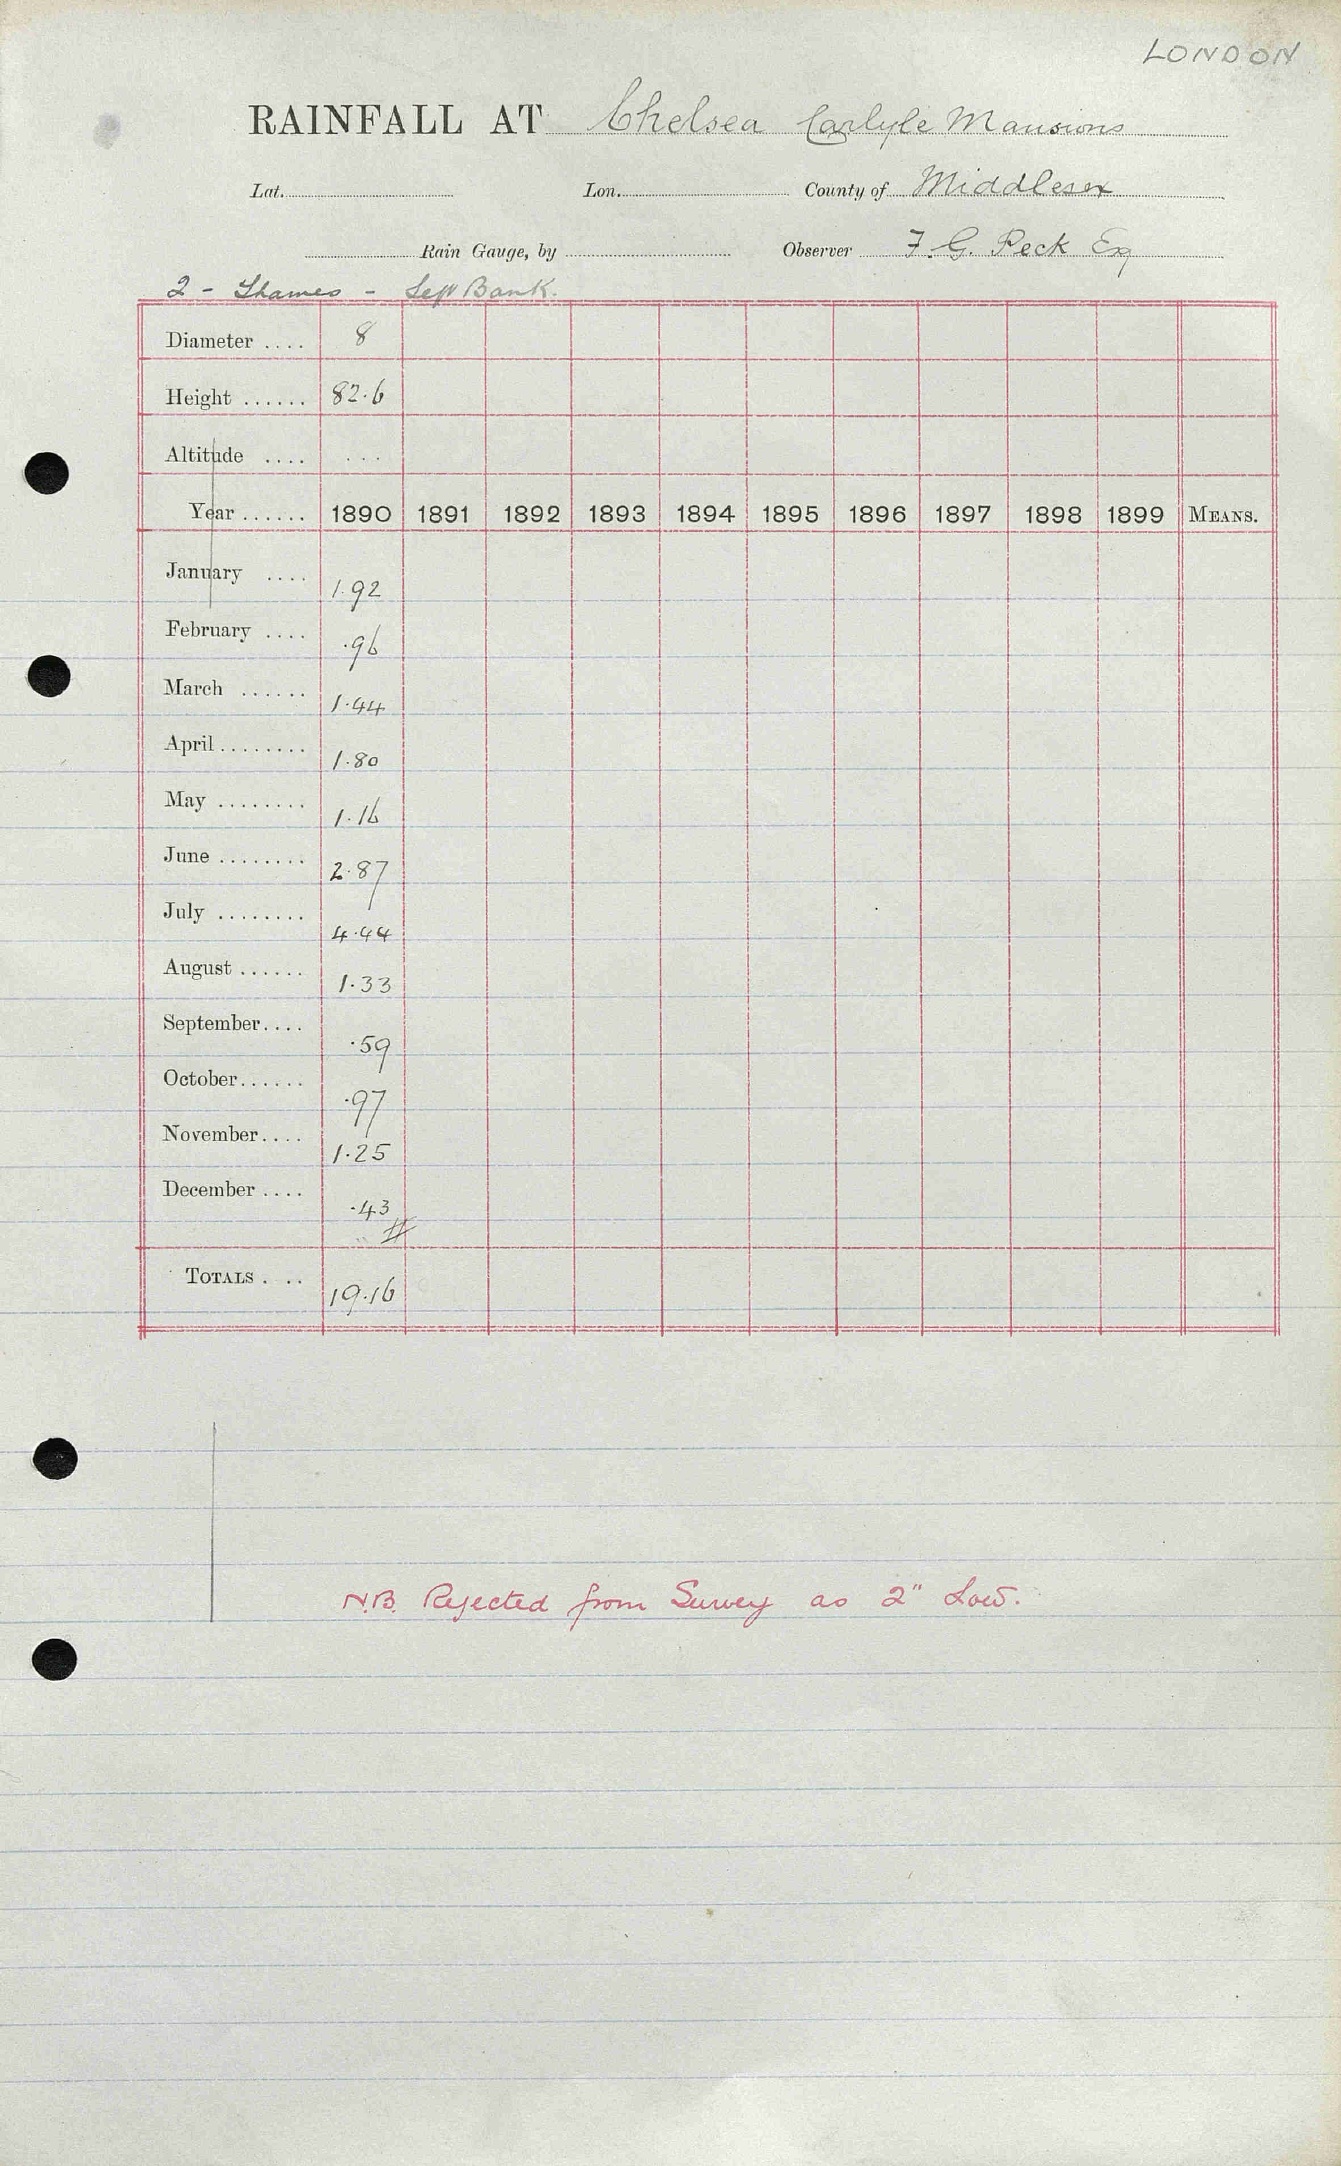 LONDON
RAINFALL AT Chelsea Carlyle Mansions
Lat. Lon. County of Middlesex
Rain Gauge, by Observer F. G. Peck Esq
2 - Thames - Left Bank.
Diameter .... 8
Height ...... 82.6
Altitude .... ...
Year ...... 1890 1891 1892 1893 1894 1895 1896 1897 1898 1899 MEANS.
January .... 1.92
February .... .96
March ...... 1.44
April ........ 1.80
May ........ 1.16
June ........ 2.87
July ........ 4.44
August ...... 1.33
September.... .59
October...... .97
November.... 1.25
December .... .43
TOTALS . .. 19.16
N.B. Rejected from Survey as 2" Low.